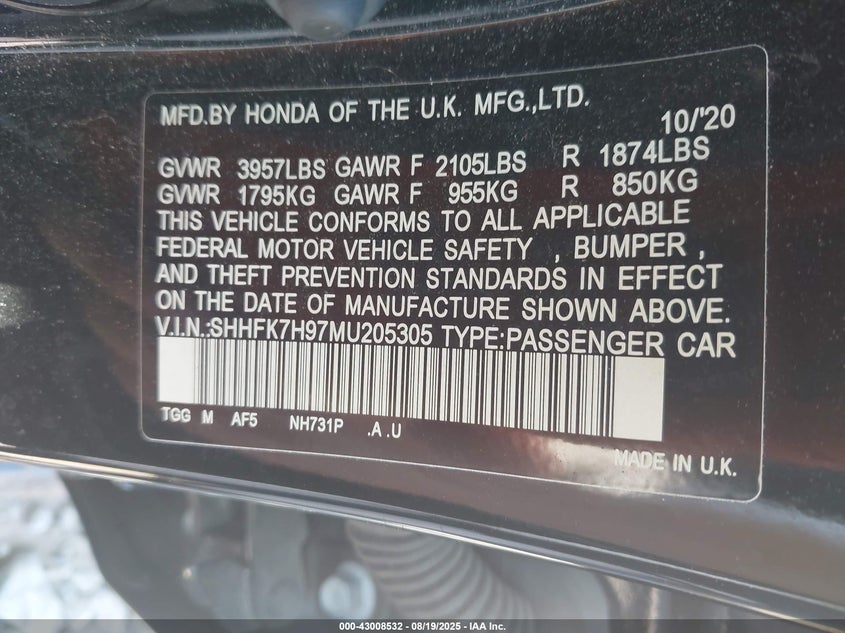 MFD.BY HONDA OF THE U.K. MFG.,LTD.
10/'20
GVWR 3957LBS GAWR F 2105LBS R 1874LBS
GVWR 1795KG GAWR F 955KG R 850KG
THIS VEHICLE CONFORMS TO ALL APPLICABLE
FEDERAL MOTOR VEHICLE SAFETY , BUMPER ,
AND THEFT PREVENTION STANDARDS IN EFFECT
ON THE DATE OF MANUFACTURE SHOWN ABOVE.
V.I.N.:SHHFK7H97MU205305 TYPE:PASSENGER CAR
TGG M AF5 NH731P .A .U
MADE IN U.K.
000-43008532 — 08/19/2025 — IAA Inc.